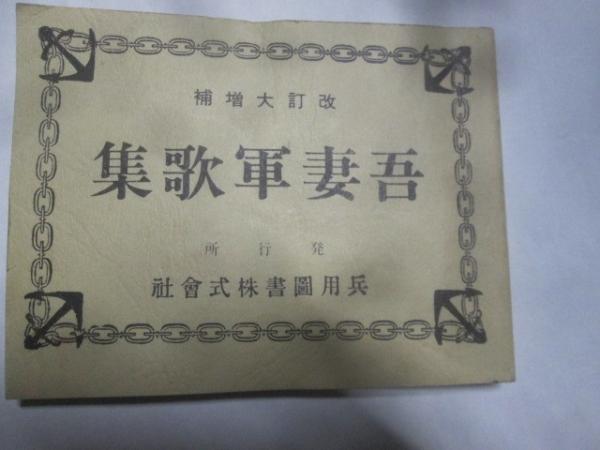 改訂大増補
吾妻軍歌集
発行所
兵用圖書株式會社